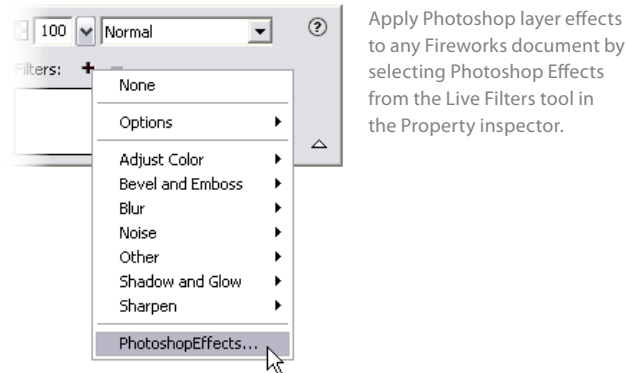 100 Normal ?
Filters: + −
None
Options
Adjust Color
Bevel and Emboss
Blur
Noise
Other
Shadow and Glow
Sharpen
PhotoshopEffects...
Apply Photoshop layer effects
to any Fireworks document by
selecting Photoshop Effects
from the Live Filters tool in
the Property inspector.